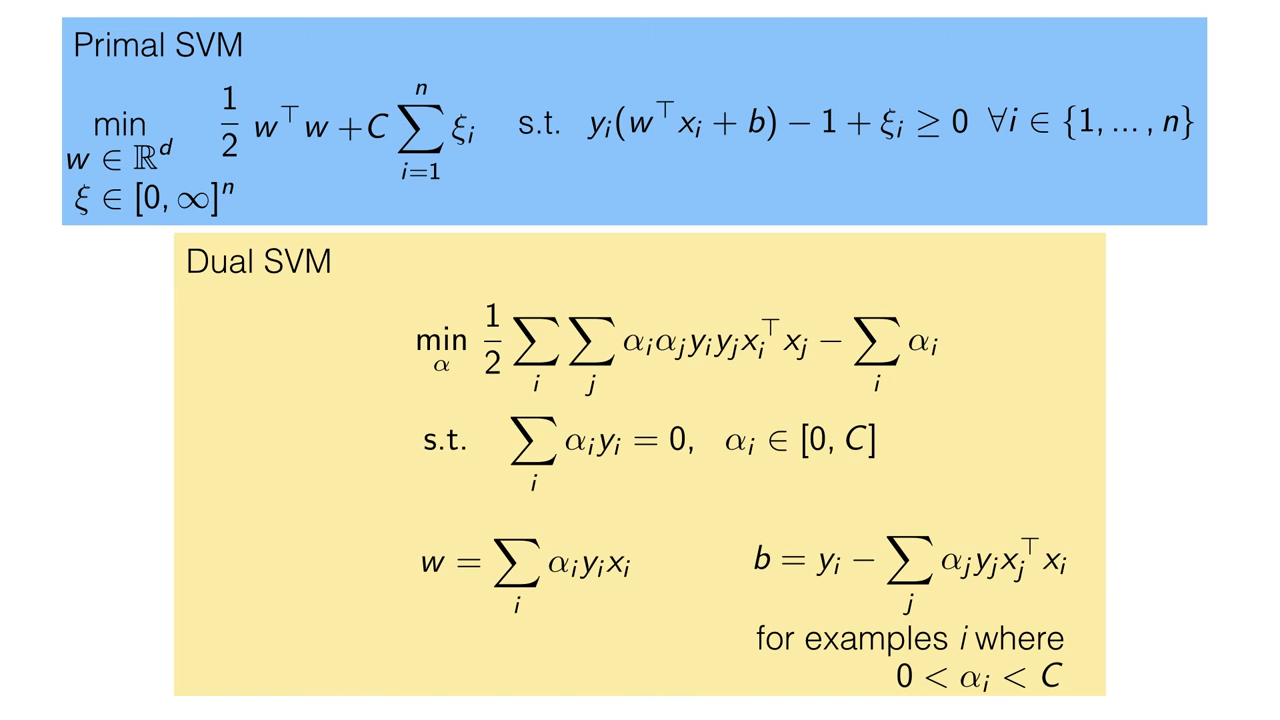 Primal SVM
min w ∈ ℝ^d ξ ∈ [0, ∞]^n 1/2 w^⊤ w + C ∑_{i=1}^{n} ξ_i s.t. y_i(w^⊤ x_i + b) − 1 + ξ_i ≥ 0 ∀i ∈ {1, ... , n}
Dual SVM
min_α 1/2 ∑_i ∑_j α_i α_j y_i y_j x_i^⊤ x_j − ∑_i α_i
s.t. ∑_i α_i y_i = 0, α_i ∈ [0, C]
w = ∑_i α_i y_i x_i
b = y_i − ∑_j α_j y_j x_j^⊤ x_i
for examples i where
0 < α_i < C